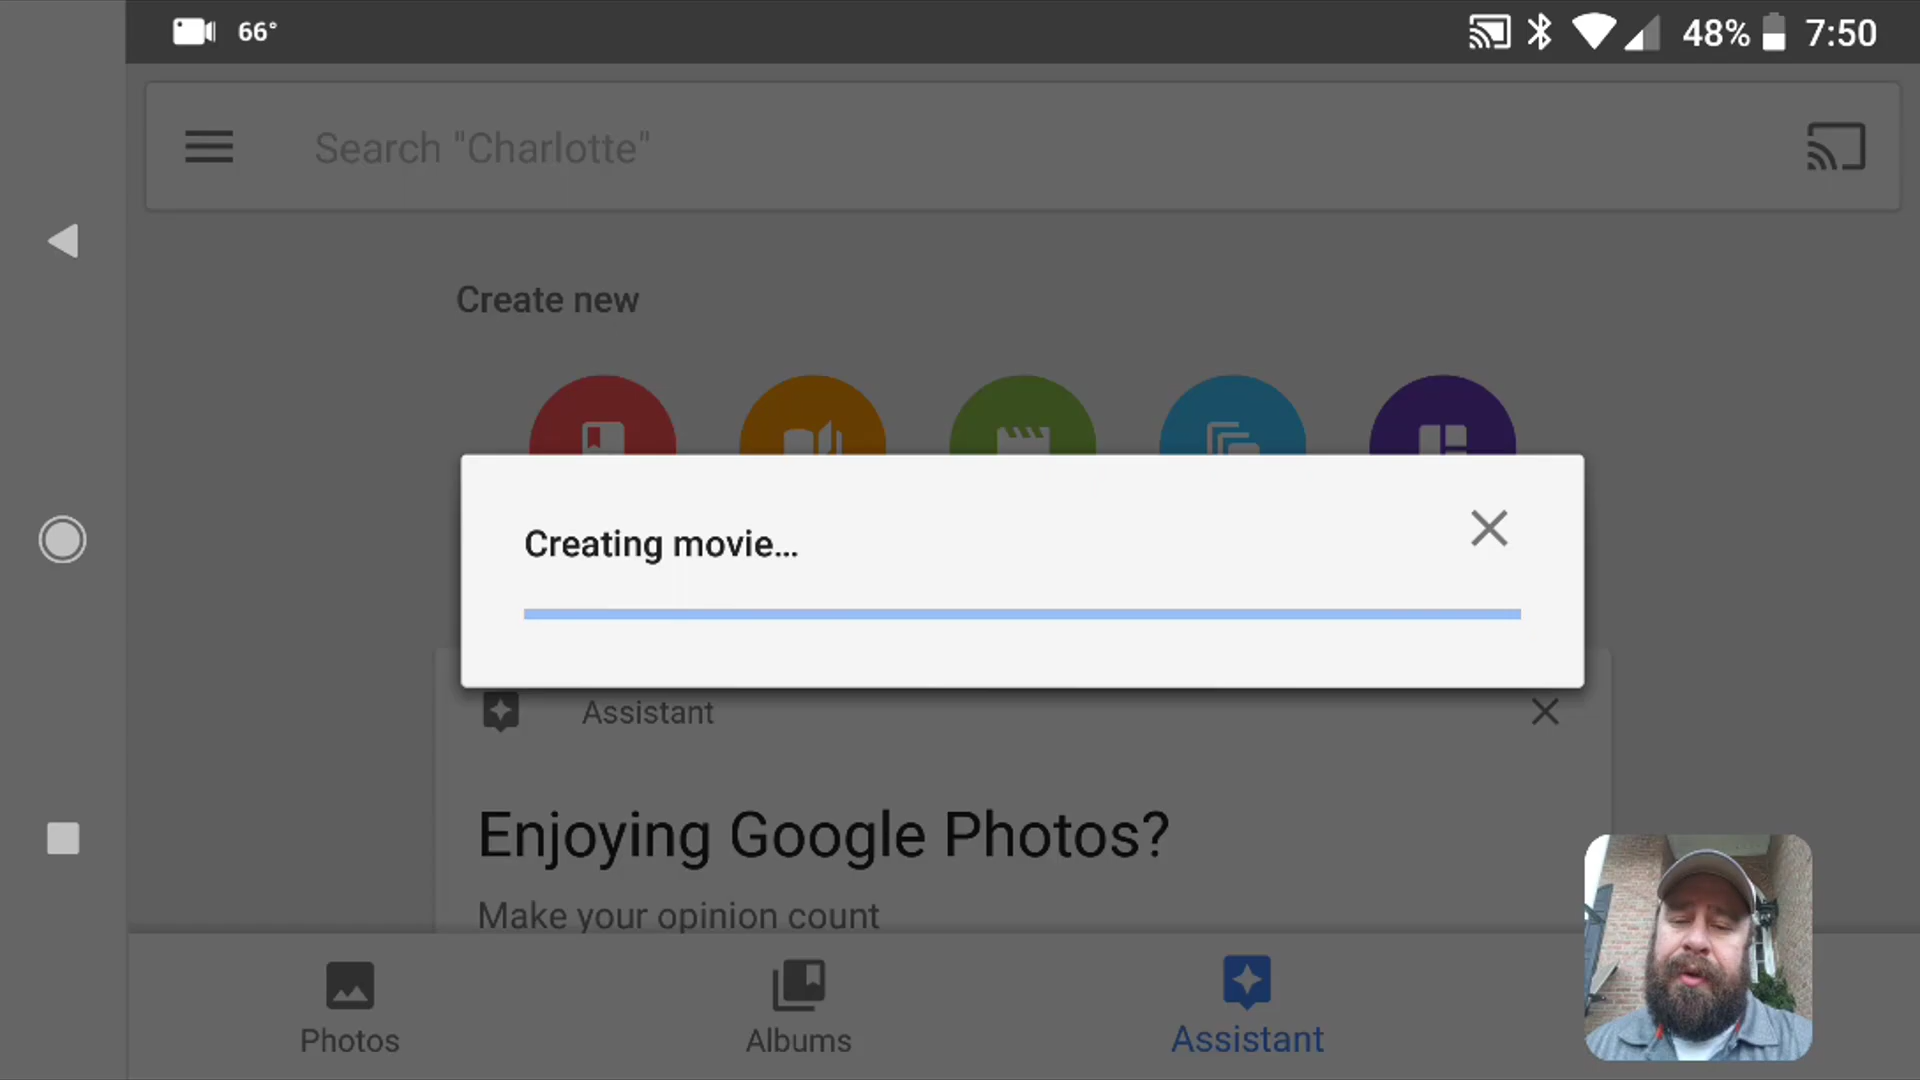 66°
48%
7:50
Search "Charlotte"
Create new
Creating movie...
Assistant
Enjoying Google Photos?
Make your opinion count
Photos
Albums
Assistant